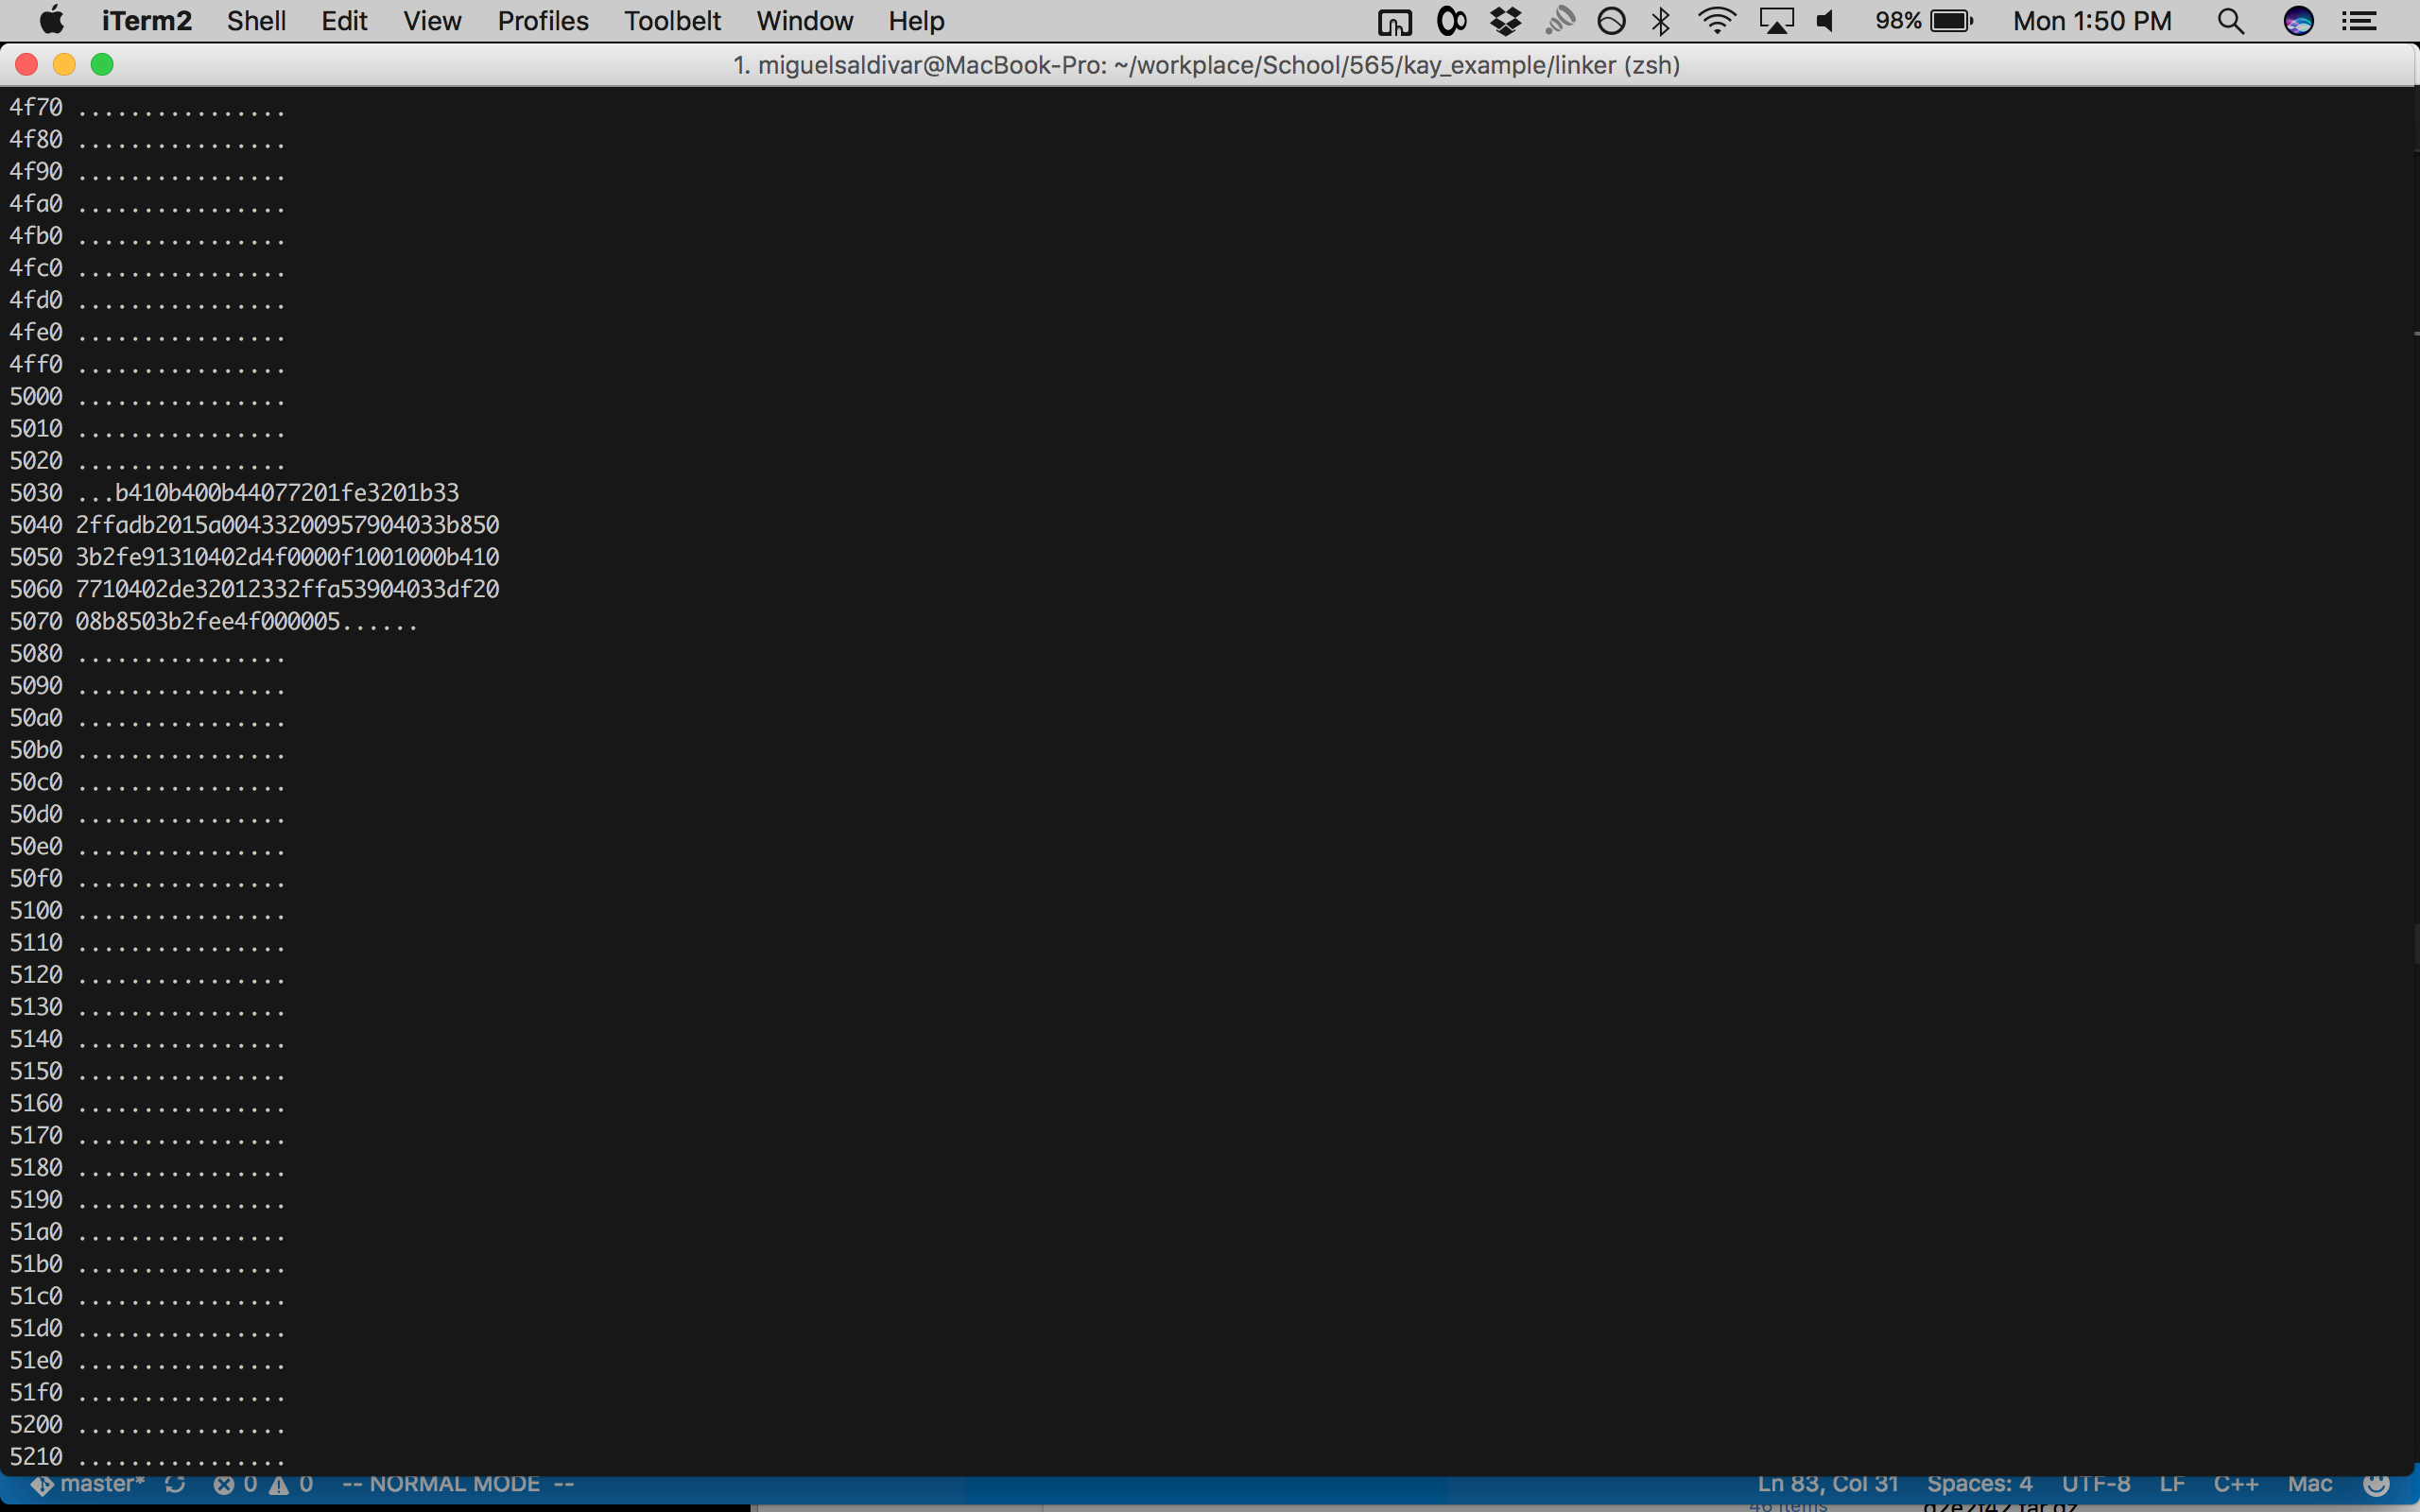 iTerm2 Shell Edit View Profiles Toolbelt Window Help 98% Mon 1:50 PM
1. miguelsaldivar@MacBook-Pro: ~/workplace/School/565/kay_example/linker (zsh)
4f70 ................
4f80 ................
4f90 ................
4fa0 ................
4fb0 ................
4fc0 ................
4fd0 ................
4fe0 ................
4ff0 ................
5000 ................
5010 ................
5020 ................
5030 ...b410b400b44077201fe3201b33
5040 2ffadb2015a00433200957904033b850
5050 3b2fe91310402d4f0000f1001000b410
5060 7710402de32012332ffa53904033df20
5070 08b8503b2fee4f000005......
5080 ................
5090 ................
50a0 ................
50b0 ................
50c0 ................
50d0 ................
50e0 ................
50f0 ................
5100 ................
5110 ................
5120 ................
5130 ................
5140 ................
5150 ................
5160 ................
5170 ................
5180 ................
5190 ................
51a0 ................
51b0 ................
51c0 ................
51d0 ................
51e0 ................
51f0 ................
5200 ................
5210 ................
master* 0 0 -- NORMAL MODE -- Ln 83, Col 31 Spaces: 4 UTF-8 LF C++ Mac
46 items